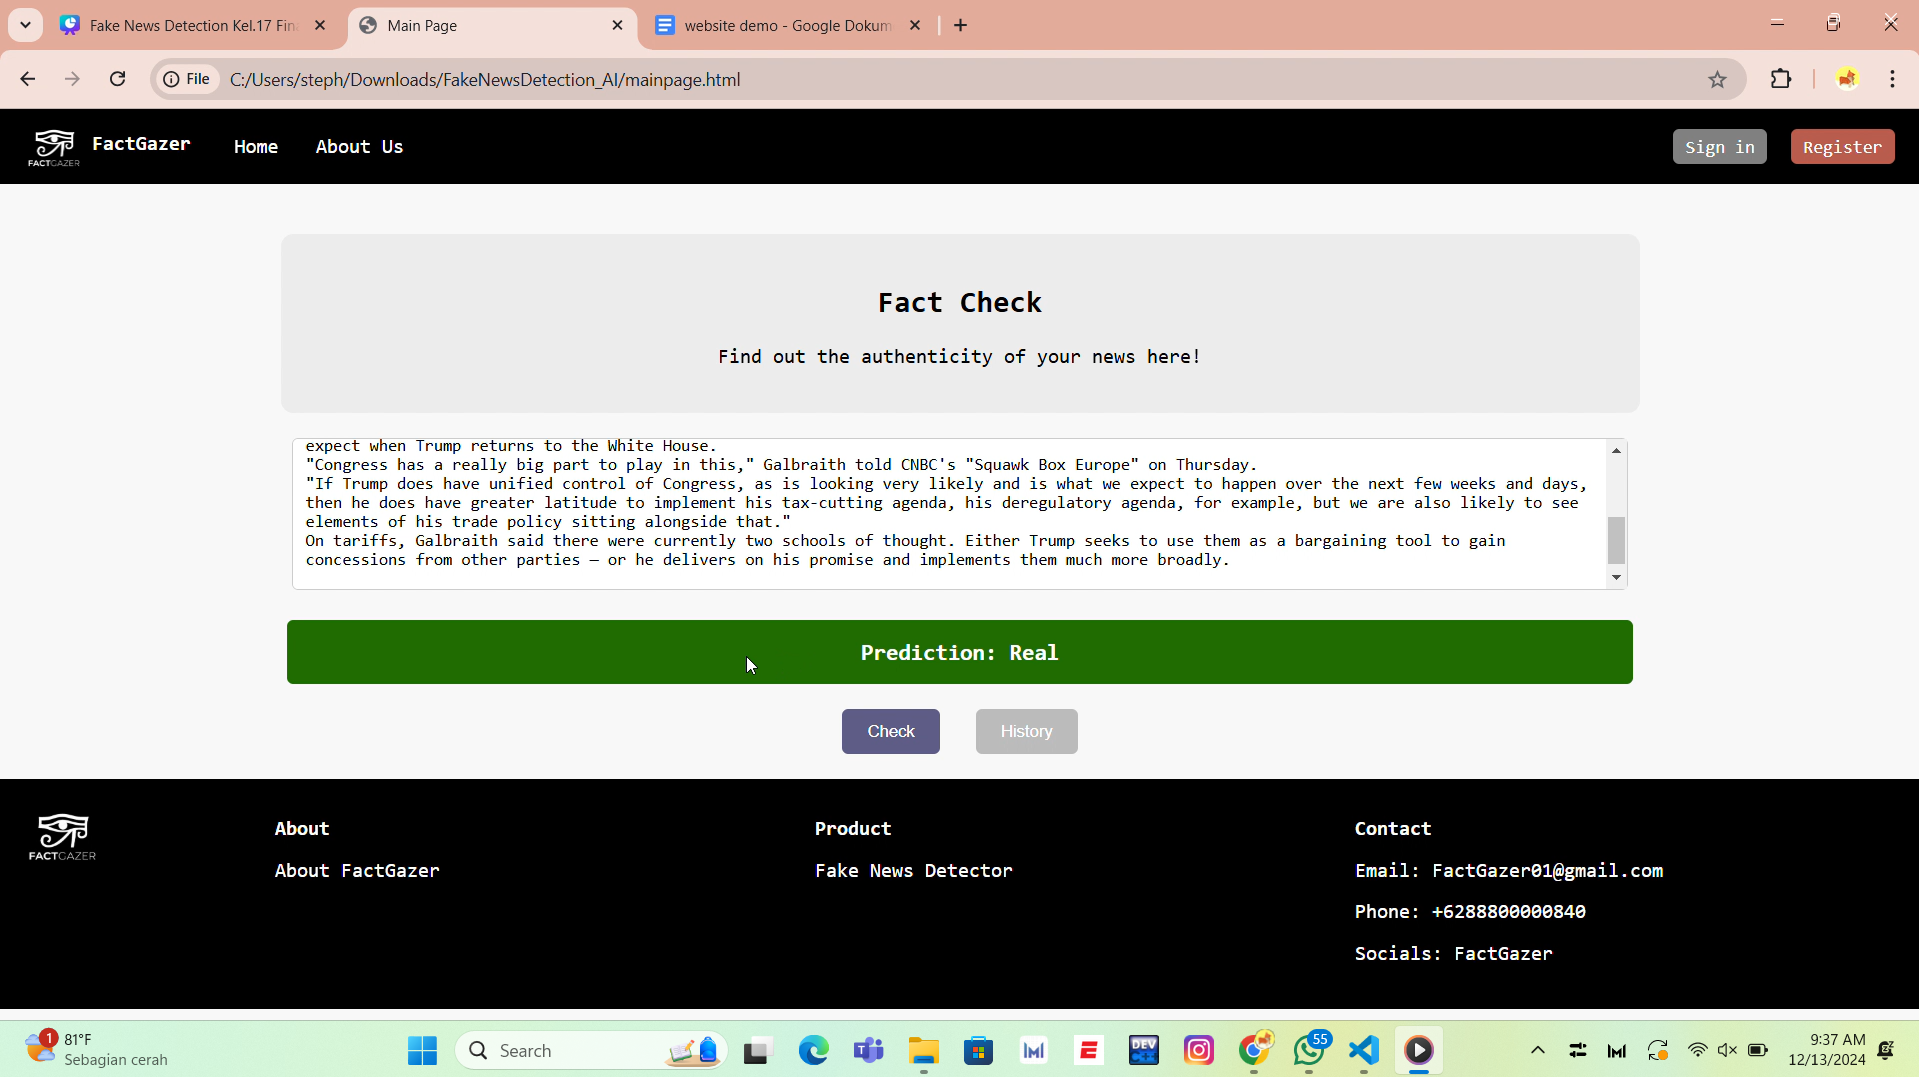 Fake News Detection Kel.17 Fin
Main Page
website demo - Google Dokum
File
C:/Users/steph/Downloads/FakeNewsDetection_AI/mainpage.html
FACTGAZER
FactGazer
Home
About Us
Sign in
Register
Fact Check
Find out the authenticity of your news here!
expect when Trump returns to the White House.
"Congress has a really big part to play in this," Galbraith told CNBC's "Squawk Box Europe" on Thursday.
"If Trump does have unified control of Congress, as is looking very likely and is what we expect to happen over the next few weeks and days,
then he does have greater latitude to implement his tax-cutting agenda, his deregulatory agenda, for example, but we are also likely to see
elements of his trade policy sitting alongside that."
On tariffs, Galbraith said there were currently two schools of thought. Either Trump seeks to use them as a bargaining tool to gain
concessions from other parties — or he delivers on his promise and implements them much more broadly.
Prediction: Real
Check
History
FACTGAZER
About
About FactGazer
Product
Fake News Detector
Contact
Email: FactGazer01@gmail.com
Phone: +6288800000840
Socials: FactGazer
1
81°F
Sebagian cerah
Search
DEV
55
9:37 AM
12/13/2024